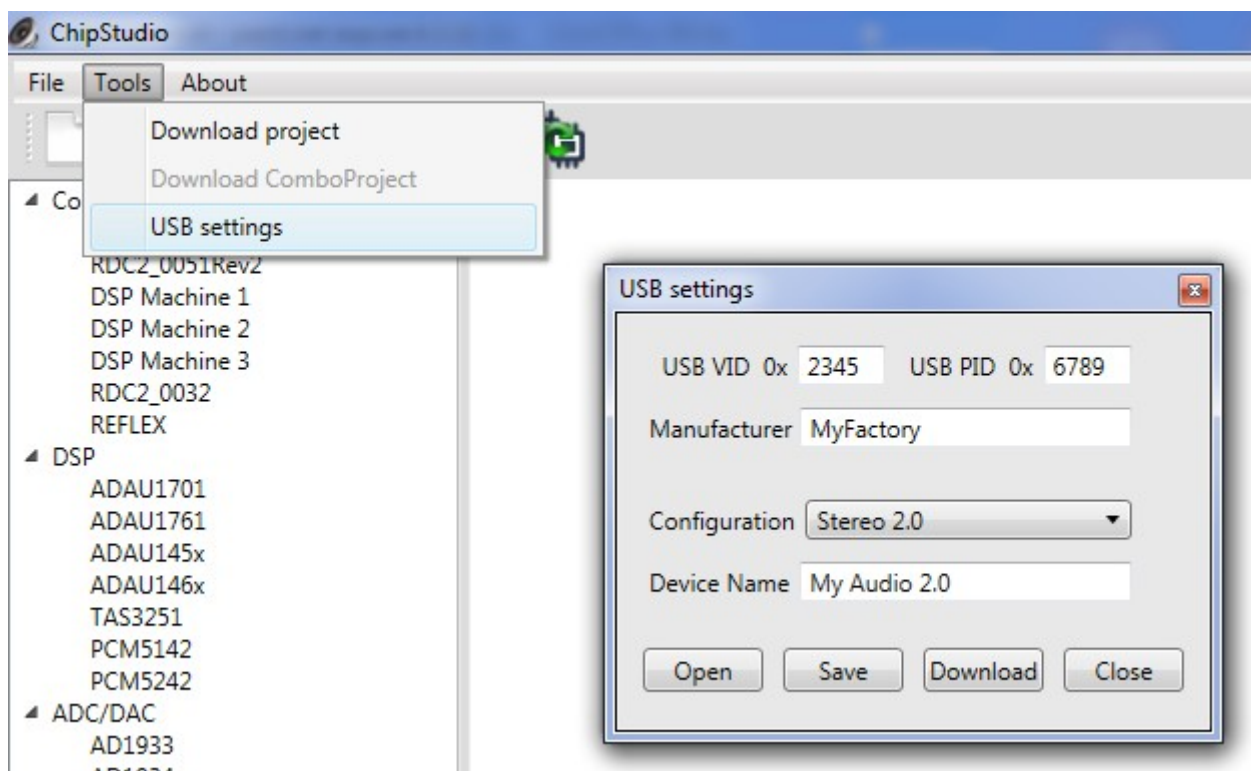 ChipStudio
File Tools About
Download project
Download ComboProject
USB settings
Co
RDC2_0051Rev2
DSP Machine 1
DSP Machine 2
DSP Machine 3
RDC2_0032
REFLEX
DSP
ADAU1701
ADAU1761
ADAU145x
ADAU146x
TAS3251
PCM5142
PCM5242
ADC/DAC
AD1933
USB settings
USB VID 0x 2345 USB PID 0x 6789
Manufacturer MyFactory
Configuration Stereo 2.0
Device Name My Audio 2.0
Open Save Download Close